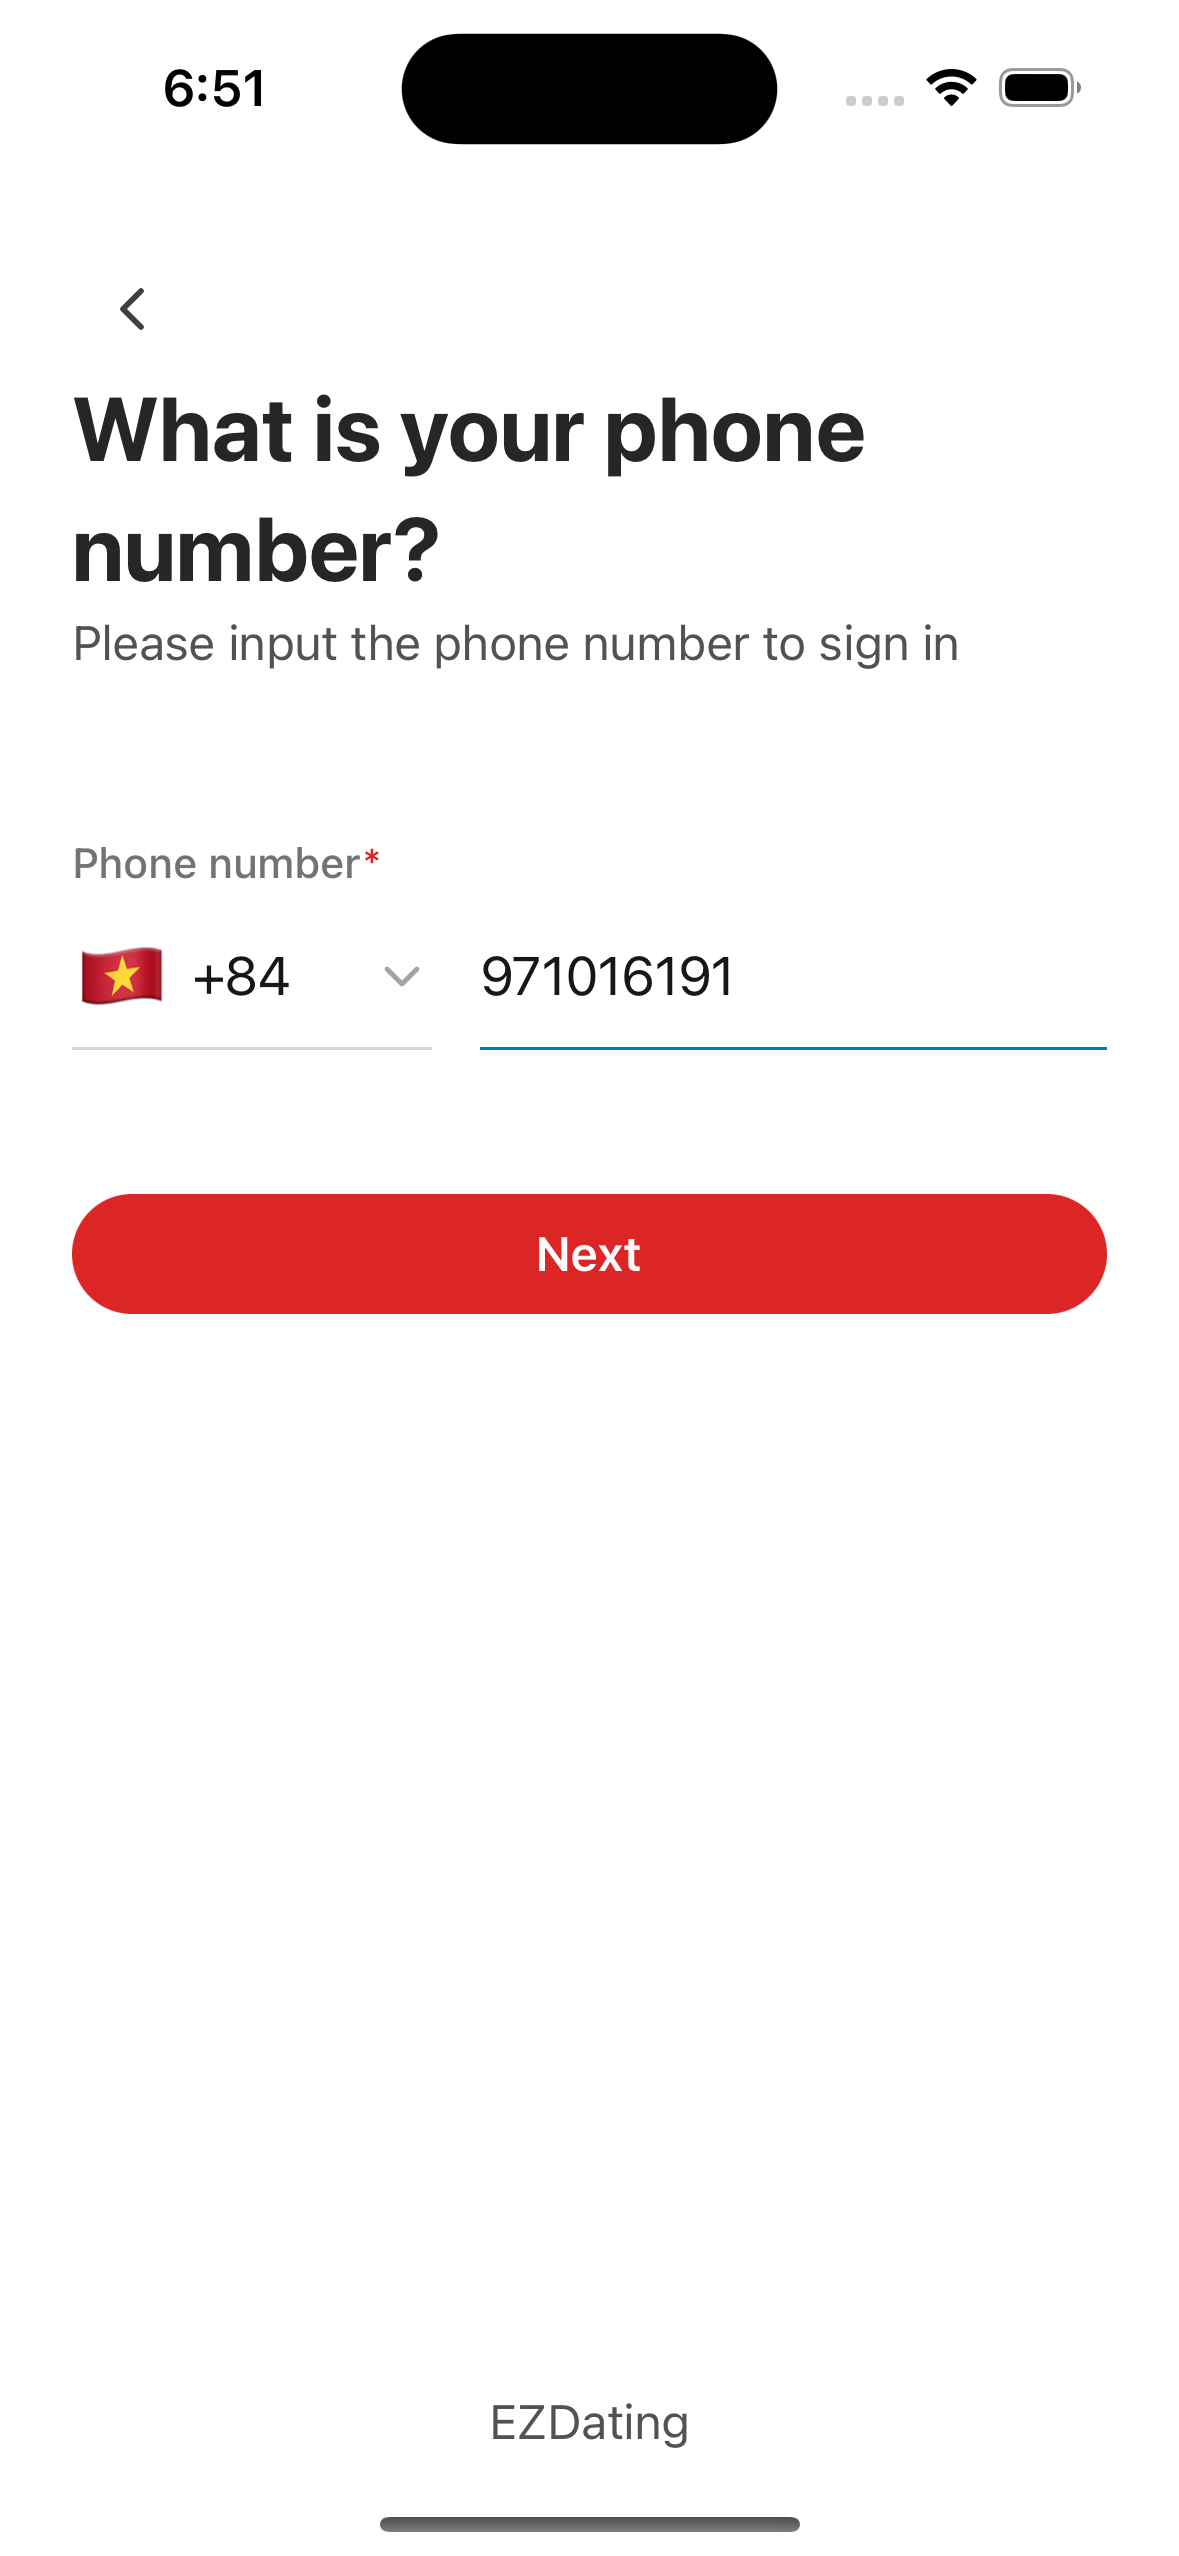 6:51
What is your phone
number?
Please input the phone number to sign in
Phone number*
+84 971016191
Next
EZDating